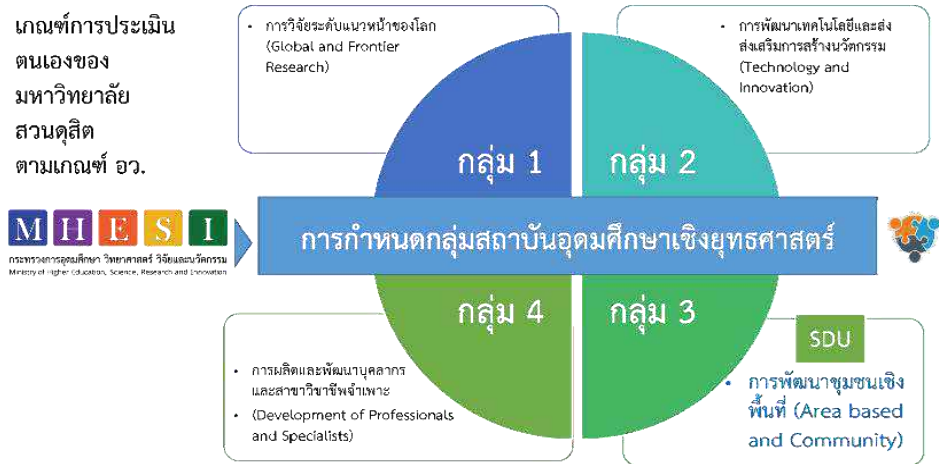 เกณฑ์การประเมิน
ตนเองของ
มหาวิทยาลัย
สวนดุสิต
ตามเกณฑ์ อว.
• การวิจัยระดับแนวหน้าของโลก
(Global and Frontier
Research)
• การพัฒนาเทคโนโลยีและส่ง
ส่งเสริมการสร้างนวัตกรรม
(Technology and
Innovation)
กลุ่ม 1
กลุ่ม 2
MHESI
กระทรวงการอุดมศึกษา วิทยาศาสตร์ วิจัยและนวัตกรรม
Ministry of Higher Education, Science, Research and Innovation
การกำหนดกลุ่มสถาบันอุดมศึกษาเชิงยุทธศาสตร์
กลุ่ม 4
กลุ่ม 3
• การผลิตและพัฒนาบุคลากร
และสาขาวิชาชีพจำเพาะ
• (Development of Professionals
and Specialists)
SDU
• การพัฒนาชุมชนเชิง
พื้นที่ (Area based
and Community)